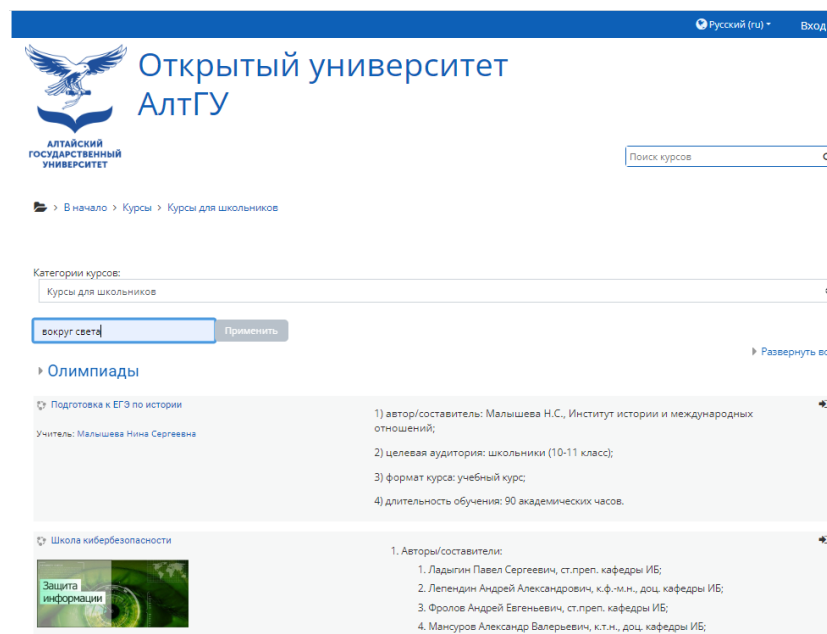 Русский (ru)
Вход
Открытый университет
АлтГУ
АЛТАЙСКИЙ
ГОСУДАРСТВЕННЫЙ
УНИВЕРСИТЕТ
Поиск курсов
В начало > Курсы > Курсы для школьников
Категории курсов:
Курсы для школьников
вокруг света
Применить
Развернуть вс
Олимпиады
Подготовка к ЕГЭ по истории
Учитель: Малышева Нина Сергеевна
1) автор/составитель: Малышева Н.С., Институт истории и международных
отношений;
2) целевая аудитория: школьники (10-11 класс);
3) формат курса: учебный курс;
4) длительность обучения: 90 академических часов.
Школа кибербезопасности
Защита
информации
1. Авторы/составители:
1. Ладыгин Павел Сергеевич, ст.преп. кафедры ИБ;
2. Лепендин Андрей Александрович, к.ф.-м.н., доц. кафедры ИБ;
3. Фролов Андрей Евгеньевич, ст.преп. кафедры ИБ;
4. Мансуров Александр Валерьевич, к.т.н., доц. кафедры ИБ;